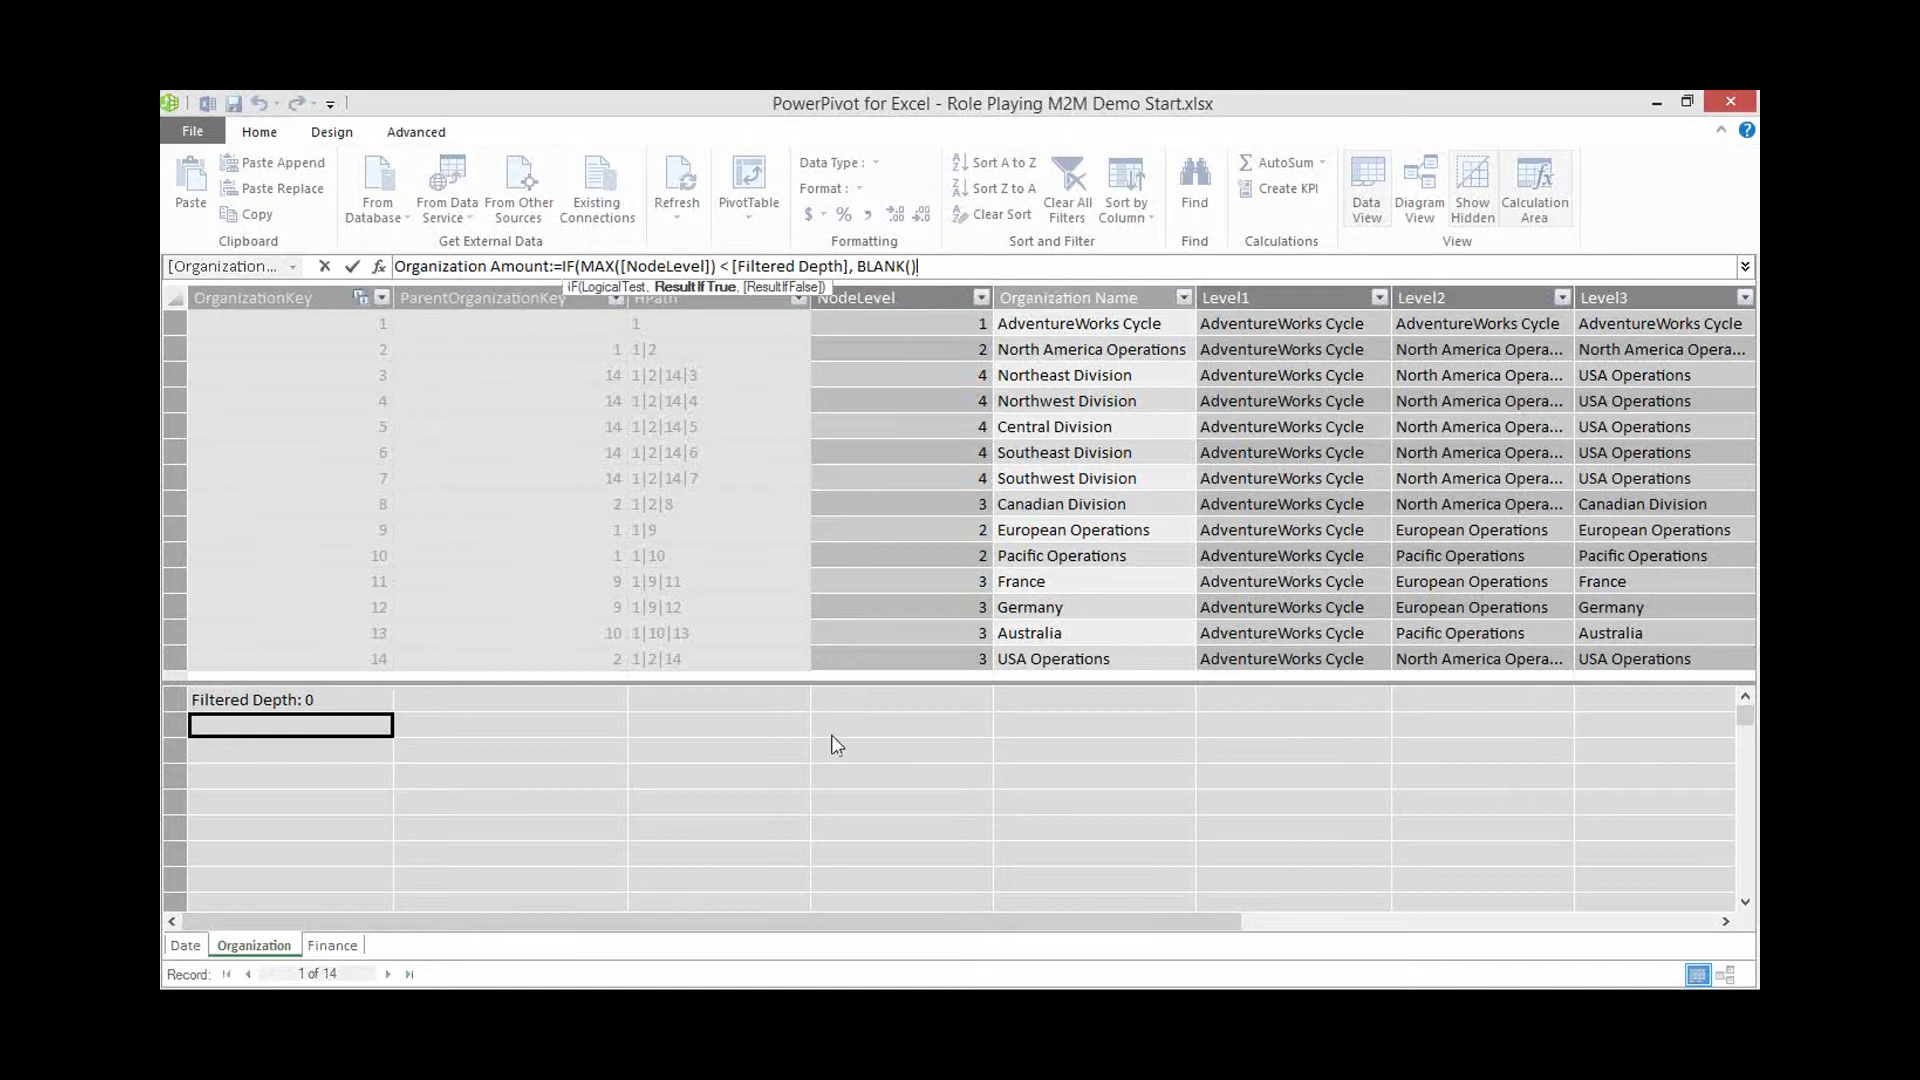 PowerPivot for Excel - Role Playing M2M Demo Start.xlsx
File Home Design Advanced
Paste
Paste Append
Paste Replace
Copy
Clipboard
From Database
From Data Service
From Other Sources
Existing Connections
Get External Data
Refresh
PivotTable
Data Type :
Format :
$ % ,
Formatting
Sort A to Z
Sort Z to A
Clear Sort
Clear All Filters
Sort by Column
Sort and Filter
Find
Find
AutoSum
Create KPI
Calculations
Data View
Diagram View
Show Hidden
Calculation Area
View
[Organization... fx Organization Amount:=IF(MAX([NodeLevel]) < [Filtered Depth], BLANK()
IF(LogicalTest, ResultIfTrue, [ResultIfFalse])
OrganizationKey ParentOrganizationKey HPath NodeLevel Organization Name Level1 Level2 Level3
1 1 1 AdventureWorks Cycle AdventureWorks Cycle AdventureWorks Cycle AdventureWorks Cycle
2 1 1|2 2 North America Operations AdventureWorks Cycle North America Opera... North America Opera...
3 14 1|2|14|3 4 Northeast Division AdventureWorks Cycle North America Opera... USA Operations
4 14 1|2|14|4 4 Northwest Division AdventureWorks Cycle North America Opera... USA Operations
5 14 1|2|14|5 4 Central Division AdventureWorks Cycle North America Opera... USA Operations
6 14 1|2|14|6 4 Southeast Division AdventureWorks Cycle North America Opera... USA Operations
7 14 1|2|14|7 4 Southwest Division AdventureWorks Cycle North America Opera... USA Operations
8 2 1|2|8 3 Canadian Division AdventureWorks Cycle North America Opera... Canadian Division
9 1 1|9 2 European Operations AdventureWorks Cycle European Operations European Operations
10 1 1|10 2 Pacific Operations AdventureWorks Cycle Pacific Operations Pacific Operations
11 9 1|9|11 3 France AdventureWorks Cycle European Operations France
12 9 1|9|12 3 Germany AdventureWorks Cycle European Operations Germany
13 10 1|10|13 3 Australia AdventureWorks Cycle Pacific Operations Australia
14 2 1|2|14 3 USA Operations AdventureWorks Cycle North America Opera... USA Operations
Filtered Depth: 0
Date Organization Finance
Record: 1 of 14